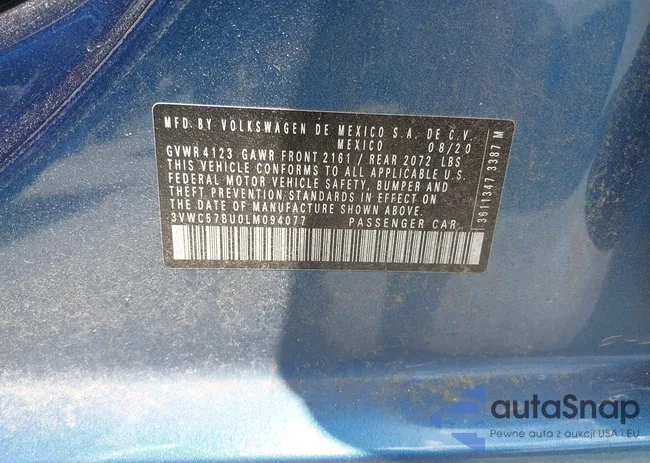 MFD. BY VOLKSWAGEN DE MEXICO S.A. DE C.V.
MEXICO 08/20
GVWR 4123 GAWR FRONT 2161 / REAR 2072 LBS
THIS VEHICLE CONFORMS TO ALL APPLICABLE U.S.
FEDERAL MOTOR VEHICLE SAFETY, BUMPER AND
THEFT PREVENTION STANDARDS IN EFFECT ON
DATE OF MANUFACTURE SHOWN ABOVE.
3VWC57BU0LM094077 PASSENGER CAR
3611347 3387 M
autaSnap
Pewne auta z aukcji USA i EU